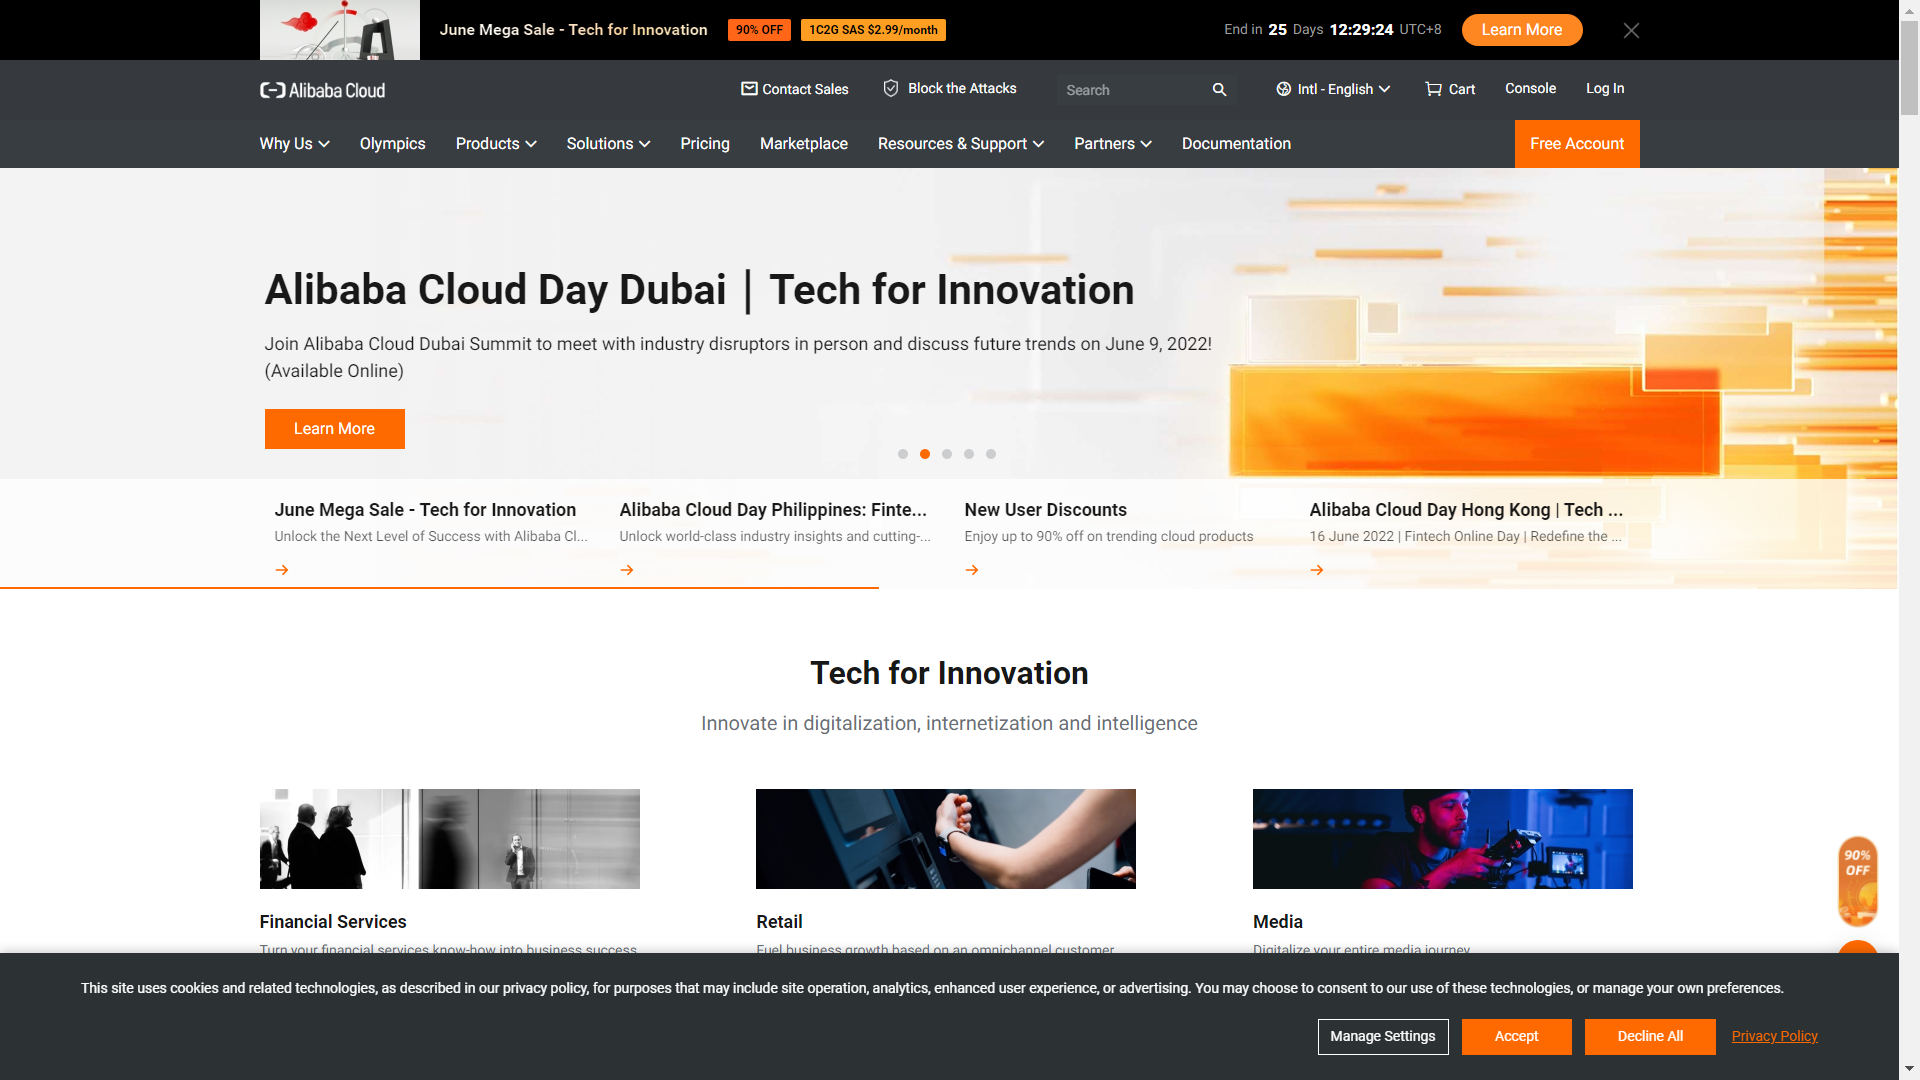 June Mega Sale - Tech for Innovation
90% OFF
1C2G SAS $2.99/month
End in 25 Days 12:29:24 UTC+8
Learn More
Alibaba Cloud
Contact Sales
Block the Attacks
Search
Intl - English
Cart
Console
Log In
Why Us
Olympics
Products
Solutions
Pricing
Marketplace
Resources & Support
Partners
Documentation
Free Account
Alibaba Cloud Day Dubai｜Tech for Innovation
Join Alibaba Cloud Dubai Summit to meet with industry disruptors in person and discuss future trends on June 9, 2022!
(Available Online)
Learn More
June Mega Sale - Tech for Innovation
Unlock the Next Level of Success with Alibaba Cl...
Alibaba Cloud Day Philippines: Finte...
Unlock world-class industry insights and cutting-...
New User Discounts
Enjoy up to 90% off on trending cloud products
Alibaba Cloud Day Hong Kong | Tech ...
16 June 2022 | Fintech Online Day | Redefine the ...
Tech for Innovation
Innovate in digitalization, internetization and intelligence
Financial Services
Turn your financial services know-how into business success
Retail
Fuel business growth based on an omnichannel customer
Media
Digitalize your entire media journey
90%
OFF
This site uses cookies and related technologies, as described in our privacy policy, for purposes that may include site operation, analytics, enhanced user experience, or advertising. You may choose to consent to our use of these technologies, or manage your own preferences.
Manage Settings
Accept
Decline All
Privacy Policy